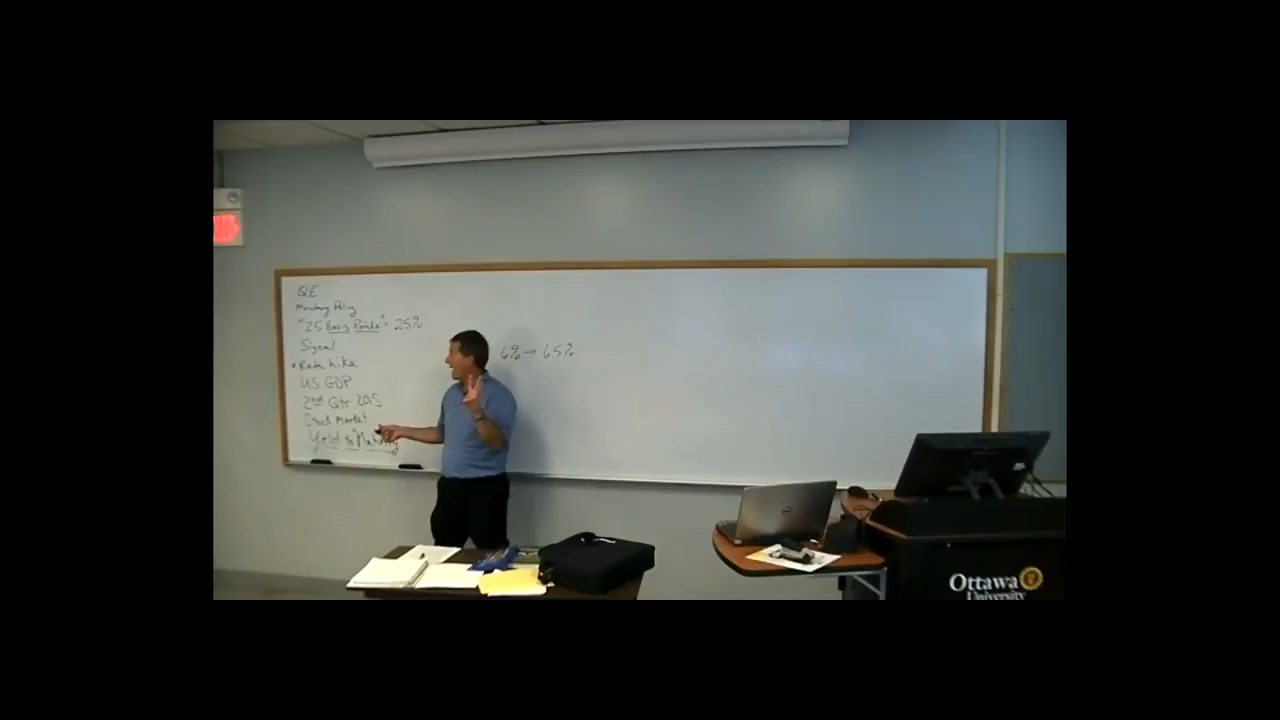 QE
Monetary Policy
"25 Basis Points" = .25%
Signal
Rate hike
US GDP
2nd Qtr 2015
Stock Market
Yield to "Maturity
6% → 6.5%
DELL
Ottawa
University